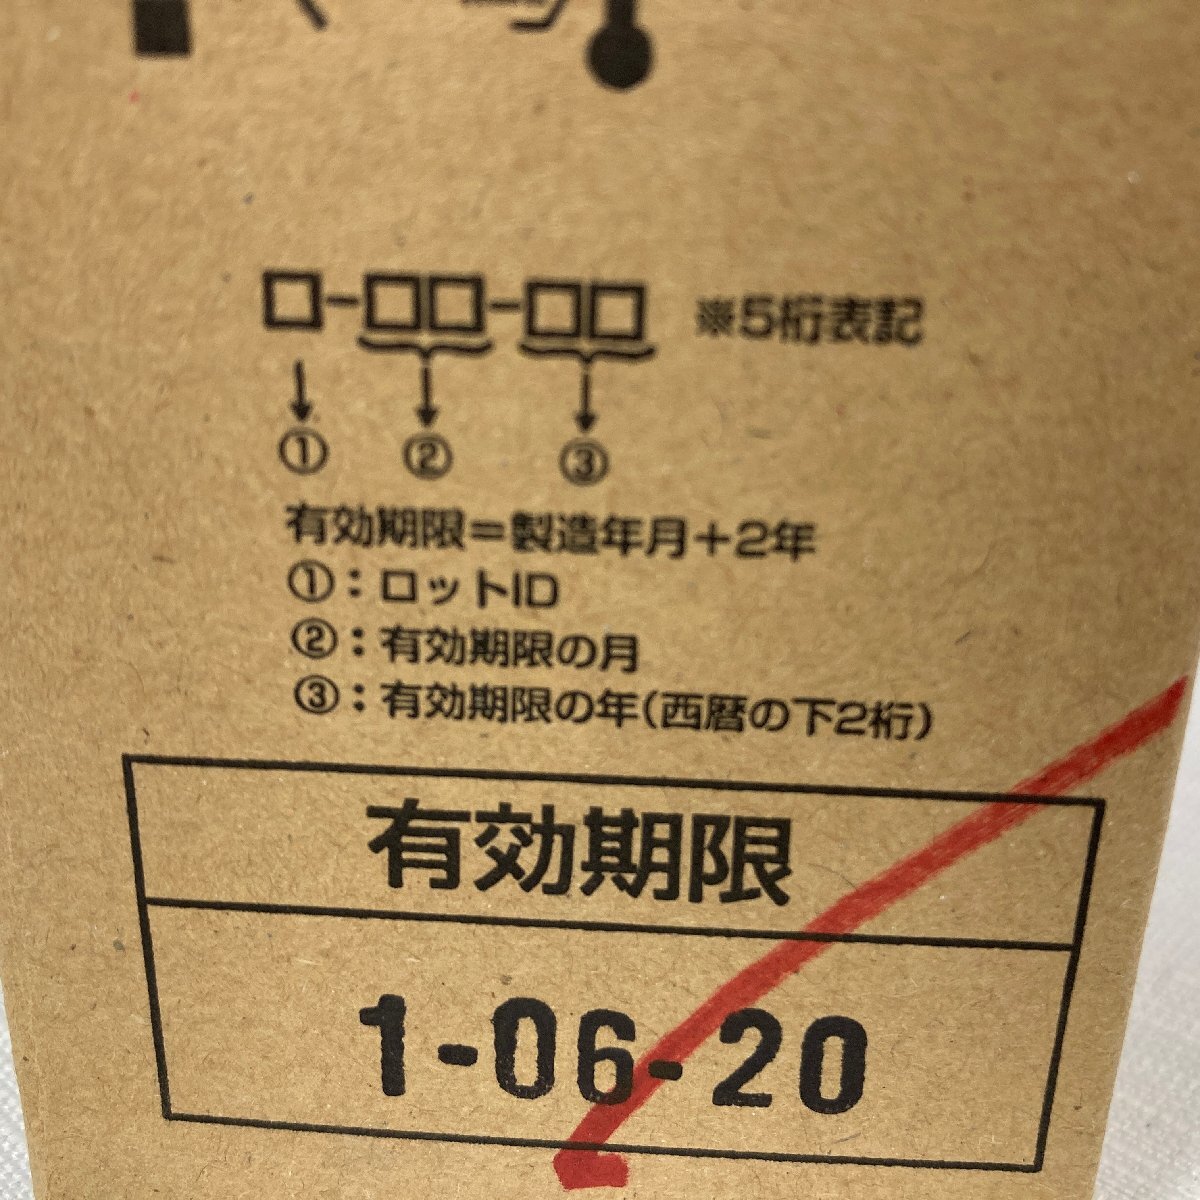 □-□□-□□ ※5桁表記
① ② ③
有効期限=製造年月+2年
①:ロットID
②:有効期限の月
③:有効期限の年(西暦の下2桁)
有効期限
1-06-20